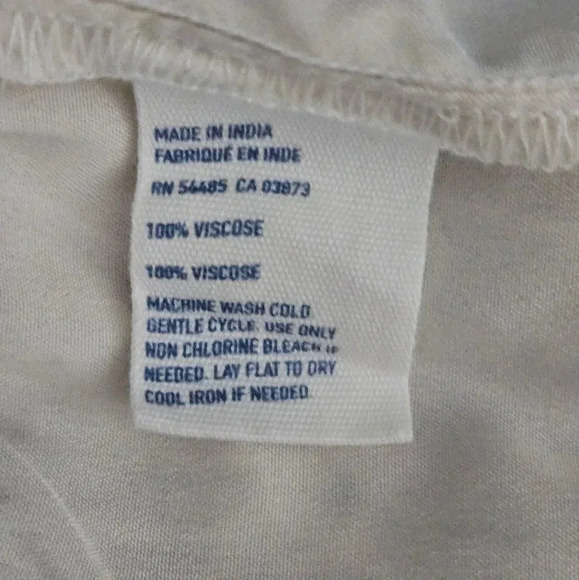 MADE IN INDIA
FABRIQUÉ EN INDE
RN 54485 CA 03873
100% VISCOSE
100% VISCOSE
MACHINE WASH COLD
GENTLE CYCLE. USE ONLY
NON CHLORINE BLEACH IF
NEEDED. LAY FLAT TO DRY
COOL IRON IF NEEDED.